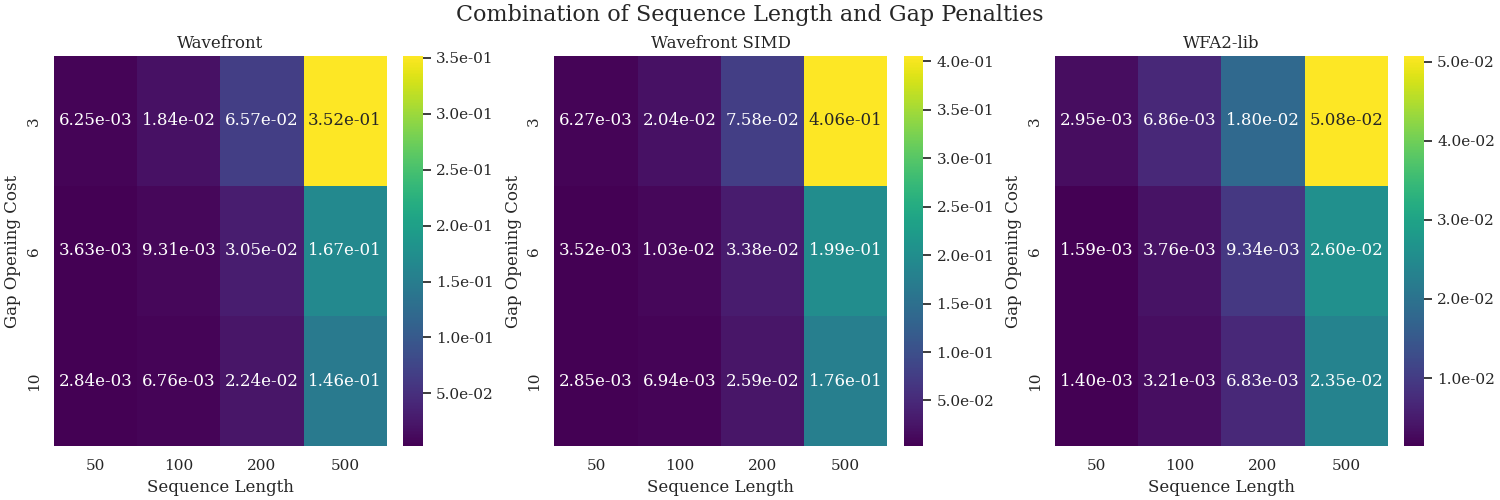 Combination of Sequence Length and Gap Penalties
Wavefront
Gap Opening Cost
3 6.25e-03 1.84e-02 6.57e-02 3.52e-01
6 3.63e-03 9.31e-03 3.05e-02 1.67e-01
10 2.84e-03 6.76e-03 2.24e-02 1.46e-01
50 100 200 500
Sequence Length
3.5e-01
3.0e-01
2.5e-01
2.0e-01
1.5e-01
1.0e-01
5.0e-02
Wavefront SIMD
Gap Opening Cost
3 6.27e-03 2.04e-02 7.58e-02 4.06e-01
6 3.52e-03 1.03e-02 3.38e-02 1.99e-01
10 2.85e-03 6.94e-03 2.59e-02 1.76e-01
50 100 200 500
Sequence Length
4.0e-01
3.5e-01
3.0e-01
2.5e-01
2.0e-01
1.5e-01
1.0e-01
5.0e-02
WFA2-lib
Gap Opening Cost
3 2.95e-03 6.86e-03 1.80e-02 5.08e-02
6 1.59e-03 3.76e-03 9.34e-03 2.60e-02
10 1.40e-03 3.21e-03 6.83e-03 2.35e-02
50 100 200 500
Sequence Length
5.0e-02
4.0e-02
3.0e-02
2.0e-02
1.0e-02